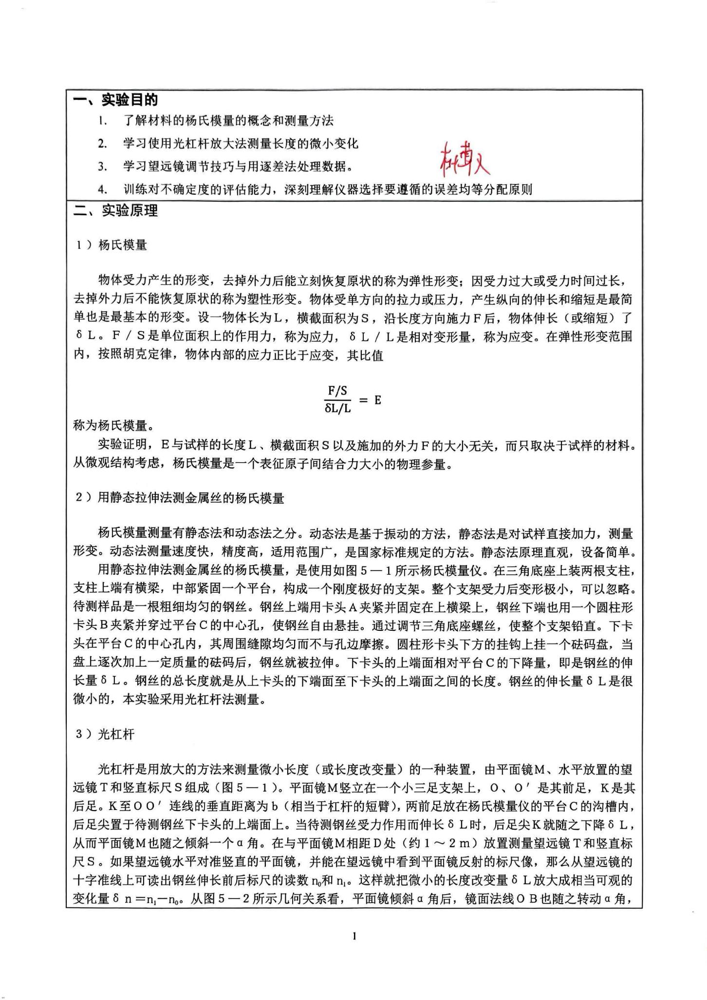 一、实验目的
1. 了解材料的杨氏模量的概念和测量方法
2. 学习使用光杠杆放大法测量长度的微小变化
3. 学习望远镜调节技巧与用逐差法处理数据。
4. 训练对不确定度的评估能力，深刻理解仪器选择要遵循的误差均等分配原则
二、实验原理
1）杨氏模量
物体受力产生的形变，去掉外力后能立刻恢复原状的称为弹性形变；因受力过大或受力时间过长，
去掉外力后不能恢复原状的称为塑性形变。物体受单方向的拉力或压力，产生纵向的伸长和缩短是最简
单也是最基本的形变。设一物体长为L，横截面积为S，沿长度方向施力F后，物体伸长（或缩短）了
δL。F/S是单位面积上的作用力，称为应力，δL/L是相对变形量，称为应变。在弹性形变范围
内，按照胡克定律，物体内部的应力正比于应变，其比值
F/S
δL/L = E
称为杨氏模量。
实验证明，E与试样的长度L、横截面积S以及施加的外力F的大小无关，而只取决于试样的材料。
从微观结构考虑，杨氏模量是一个表征原子间结合力大小的物理参量。
2）用静态拉伸法测金属丝的杨氏模量
杨氏模量测量有静态法和动态法之分。动态法是基于振动的方法，静态法是对试样直接加力，测量
形变。动态法测量速度快，精度高，适用范围广，是国家标准规定的方法。静态法原理直观，设备简单。
用静态拉伸法测金属丝的杨氏模量，是使用如图5—1所示杨氏模量仪。在三角底座上装两根支柱，
支柱上端有横梁，中部紧固一个平台，构成一个刚度极好的支架。整个支架受力后变形极小，可以忽略。
待测样品是一根粗细均匀的钢丝。钢丝上端用卡头A夹紧并固定在上横梁上，钢丝下端也用一个圆柱形
卡头B夹紧并穿过平台C的中心孔，使钢丝自由悬挂。通过调节三角底座螺丝，使整个支架铅直。下卡
头在平台C的中心孔内，其周围缝隙均匀而不与孔边摩擦。圆柱形卡头下方的挂钩上挂一个砝码盘，当
盘上逐次加上一定质量的砝码后，钢丝就被拉伸。下卡头的上端面相对平台C的下降量，即是钢丝的伸
长量δL。钢丝的总长度就是从上卡头的下端面至下卡头的上端面之间的长度。钢丝的伸长量δL是很
微小的，本实验采用光杠杆法测量。
3）光杠杆
光杠杆是用放大的方法来测量微小长度（或长度改变量）的一种装置，由平面镜M、水平放置的望
远镜T和竖直标尺S组成（图5—1）。平面镜M竖立在一个小三足支架上，O、O′是其前足，K是其
后足。K至OO′连线的垂直距离为b（相当于杠杆的短臂），两前足放在杨氏模量仪的平台C的沟槽内，
后足尖置于待测钢丝下卡头的上端面上。当待测钢丝受力作用而伸长δL时，后足尖K就随之下降δL，
从而平面镜M也随之倾斜一个α角。在与平面镜M相距D处（约1～2m）放置测量望远镜T和竖直标
尺S。如果望远镜水平对准竖直的平面镜，并能在望远镜中看到平面镜反射的标尺像，那么从望远镜的
十字准线上可读出钢丝伸长前后标尺的读数n₀和n₁。这样就把微小的长度改变量δL放大成相当可观的
变化量δn=n₁—n₀。从图5—2所示几何关系看，平面镜倾斜α角后，镜面法线OB也随之转动α角，
1